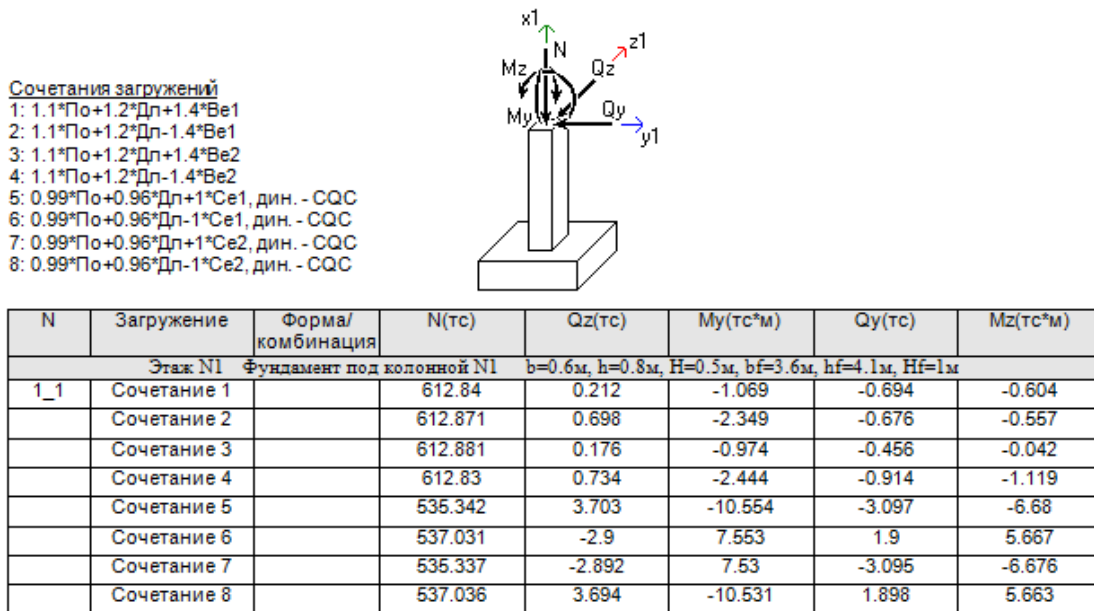 Сочетания загружений
1: 1.1*По+1.2*Дл+1.4*Ве1
2: 1.1*По+1.2*Дл-1.4*Ве1
3: 1.1*По+1.2*Дл+1.4*Ве2
4: 1.1*По+1.2*Дл-1.4*Ве2
5: 0.99*По+0.96*Дл+1*Се1, дин. - CQC
6: 0.99*По+0.96*Дл-1*Се1, дин. - CQC
7: 0.99*По+0.96*Дл+1*Се2, дин. - CQC
8: 0.99*По+0.96*Дл-1*Се2, дин. - CQC
x1
N
z1
Mz
Qz
My
Qy
y1
N Загружение Форма/ комбинация N(тс) Qz(тс) My(тс*м) Qy(тс) Mz(тс*м)
Этаж N1 Фундамент под колонной N1 b=0.6м, h=0.8м, H=0.5м, bf=3.6м, hf=4.1м, Hf=1м
1_1 Сочетание 1 612.84 0.212 -1.069 -0.694 -0.604
Сочетание 2 612.871 0.698 -2.349 -0.676 -0.557
Сочетание 3 612.881 0.176 -0.974 -0.456 -0.042
Сочетание 4 612.83 0.734 -2.444 -0.914 -1.119
Сочетание 5 535.342 3.703 -10.554 -3.097 -6.68
Сочетание 6 537.031 -2.9 7.553 1.9 5.667
Сочетание 7 535.337 -2.892 7.53 -3.095 -6.676
Сочетание 8 537.036 3.694 -10.531 1.898 5.663